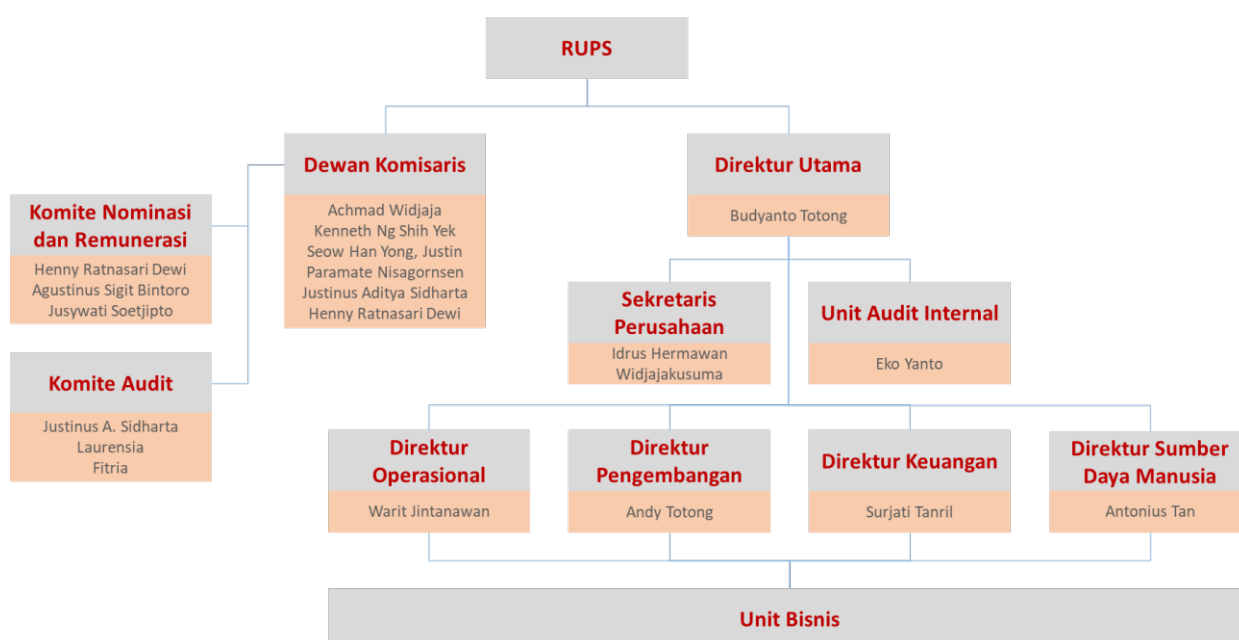 RUPS
Dewan Komisaris
Achmad Widjaja
Kenneth Ng Shih Yek
Seow Han Yong, Justin
Paramate Nisagornsen
Justinus Aditya Sidharta
Henny Ratnasari Dewi
Direktur Utama
Budyanto Totong
Komite Nominasi
dan Remunerasi
Henny Ratnasari Dewi
Agustinus Sigit Bintoro
Jusywati Soetjipto
Komite Audit
Justinus A. Sidharta
Laurensia
Fitria
Sekretaris
Perusahaan
Idrus Hermawan
Widjajakusuma
Unit Audit Internal
Eko Yanto
Direktur
Operasional
Warit Jintanawan
Direktur
Pengembangan
Andy Totong
Direktur Keuangan
Surjati Tanril
Direktur Sumber
Daya Manusia
Antonius Tan
Unit Bisnis